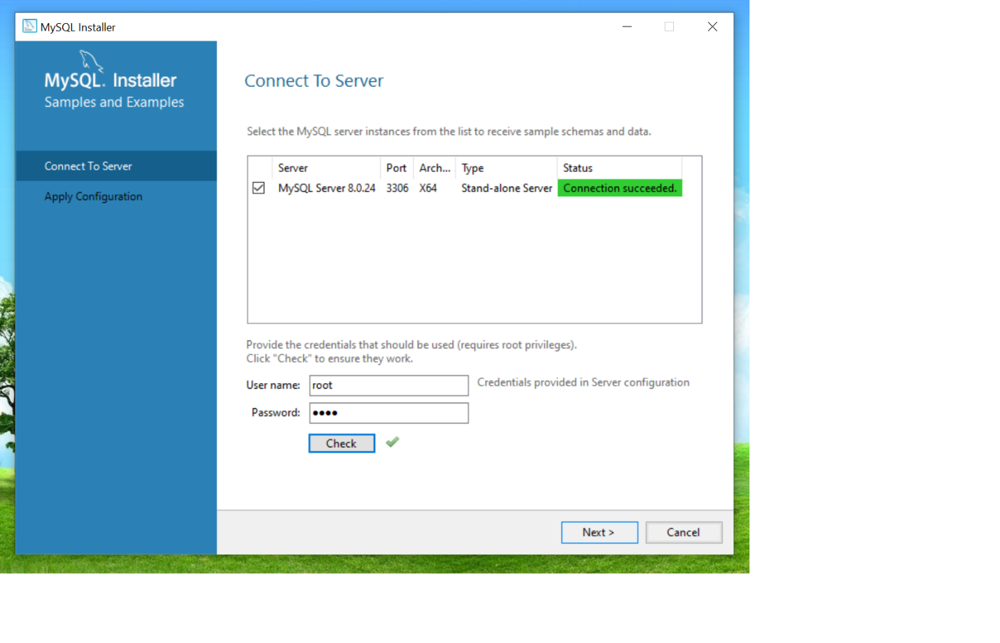 MySQL Installer
MySQL. Installer
Samples and Examples
Connect To Server
Apply Configuration
Connect To Server
Select the MySQL server instances from the list to receive sample schemas and data.
Server Port Arch... Type Status
MySQL Server 8.0.24 3306 X64 Stand-alone Server Connection succeeded.
Provide the credentials that should be used (requires root privileges).
Click "Check" to ensure they work.
User name: root Credentials provided in Server configuration
Password: ●●●●
Check
Next > Cancel